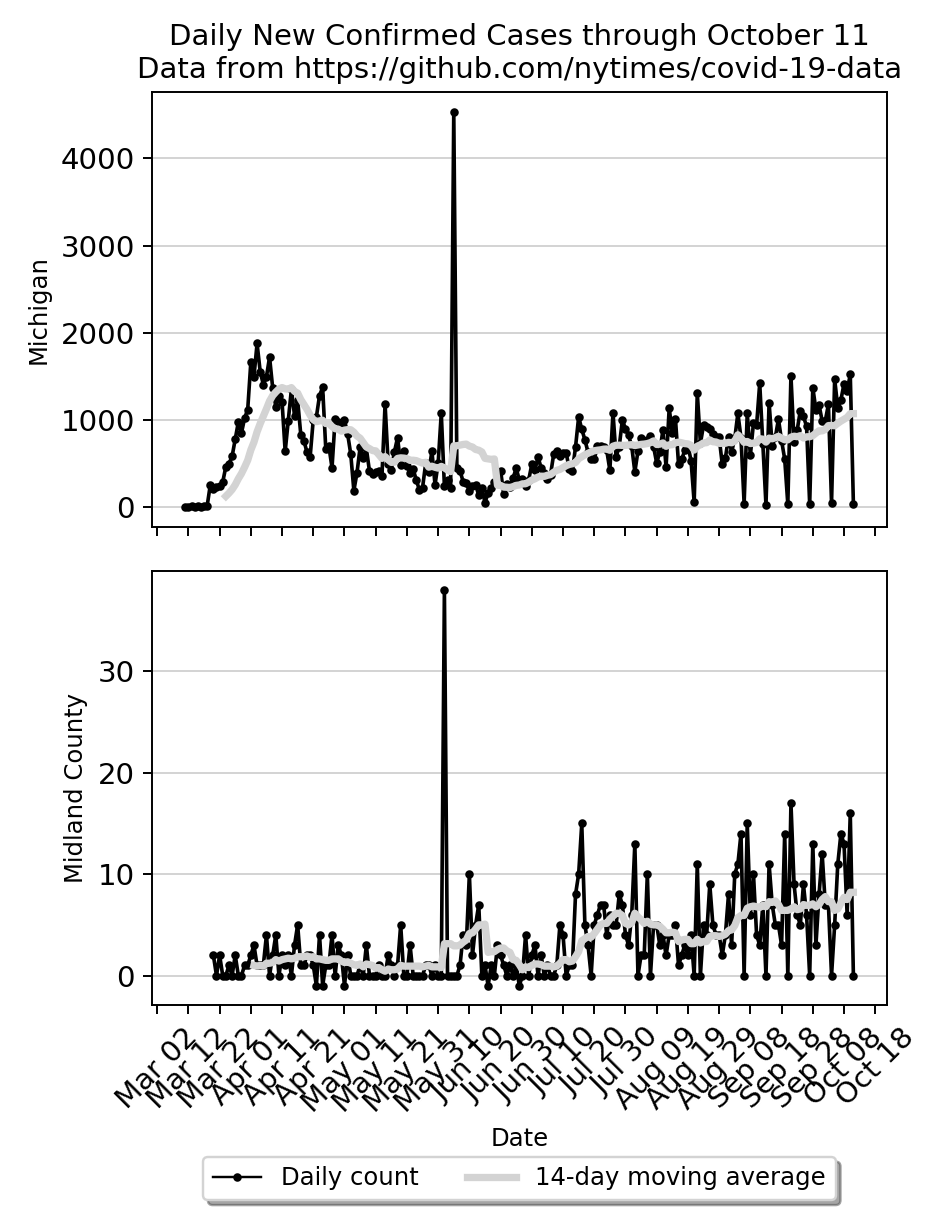 Daily New Confirmed Cases through October 11
Data from https://github.com/nytimes/covid-19-data
Michigan
4000
3000
2000
1000
0
Midland County
30
20
10
0
Mar 02
Mar 12
Mar 22
Apr 01
Apr 11
Apr 21
May 01
May 11
May 21
May 31
Jun 10
Jun 20
Jun 30
Jul 10
Jul 20
Jul 30
Aug 09
Aug 19
Aug 29
Sep 08
Sep 18
Sep 28
Oct 08
Oct 18
Date
Daily count
14-day moving average